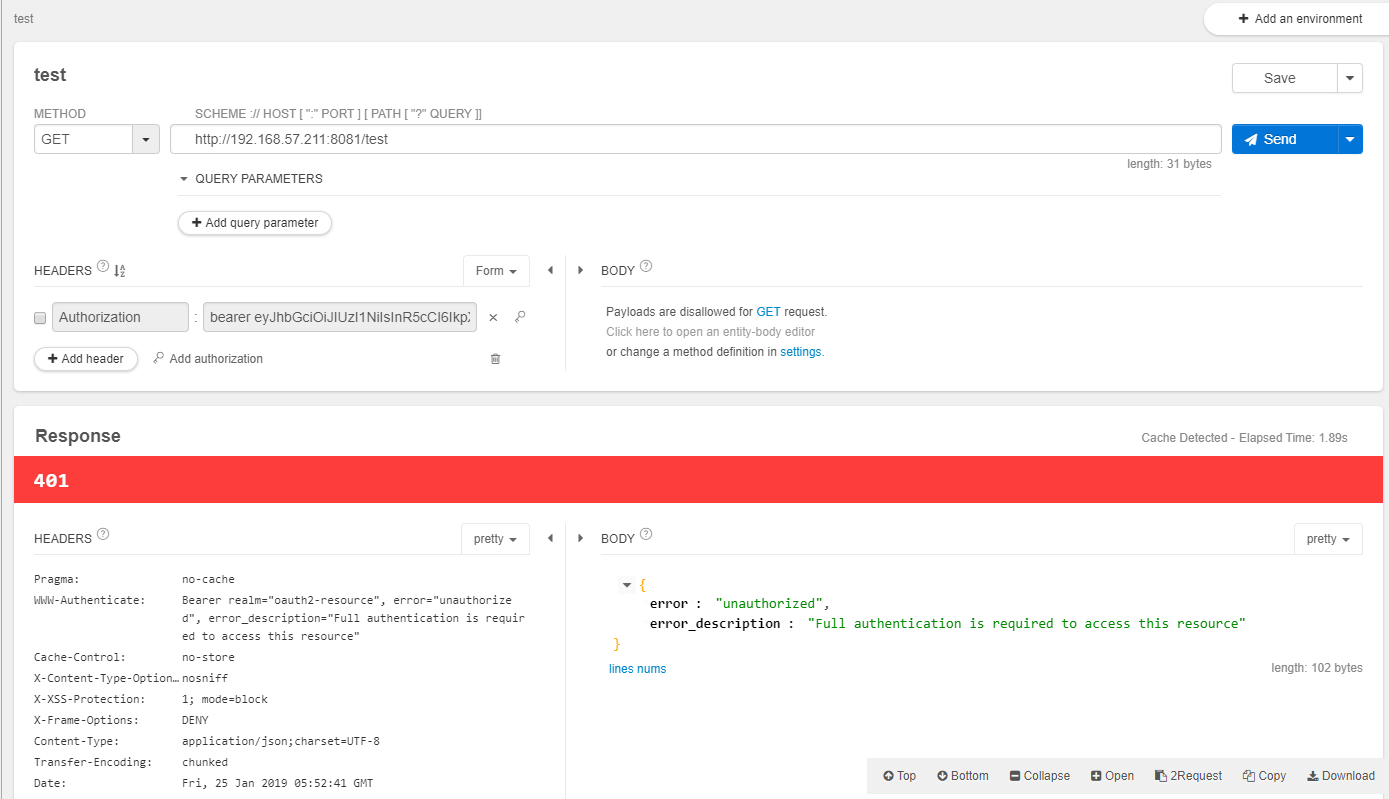 test
Add an environment
test
Save
METHOD
SCHEME :// HOST [ ":" PORT ] [ PATH [ "?" QUERY ]]
GET
http://192.168.57.211:8081/test
Send
length: 31 bytes
QUERY PARAMETERS
Add query parameter
HEADERS
Form
BODY
Authorization : bearer eyJhbGciOiJIUzI1NiIsInR5cCI6IkpX
Add header
Add authorization
Payloads are disallowed for GET request.
Click here to open an entity-body editor
or change a method definition in settings.
Response
Cache Detected - Elapsed Time: 1.89s
401
HEADERS
pretty
BODY
pretty
Pragma: no-cache
WWW-Authenticate: Bearer realm="oauth2-resource", error="unauthorize
d", error_description="Full authentication is requir
ed to access this resource"
Cache-Control: no-store
X-Content-Type-Option... nosniff
X-XSS-Protection: 1; mode=block
X-Frame-Options: DENY
Content-Type: application/json;charset=UTF-8
Transfer-Encoding: chunked
Date: Fri, 25 Jan 2019 05:52:41 GMT
{
error : "unauthorized",
error_description : "Full authentication is required to access this resource"
}
lines nums
length: 102 bytes
Top
Bottom
Collapse
Open
2Request
Copy
Download